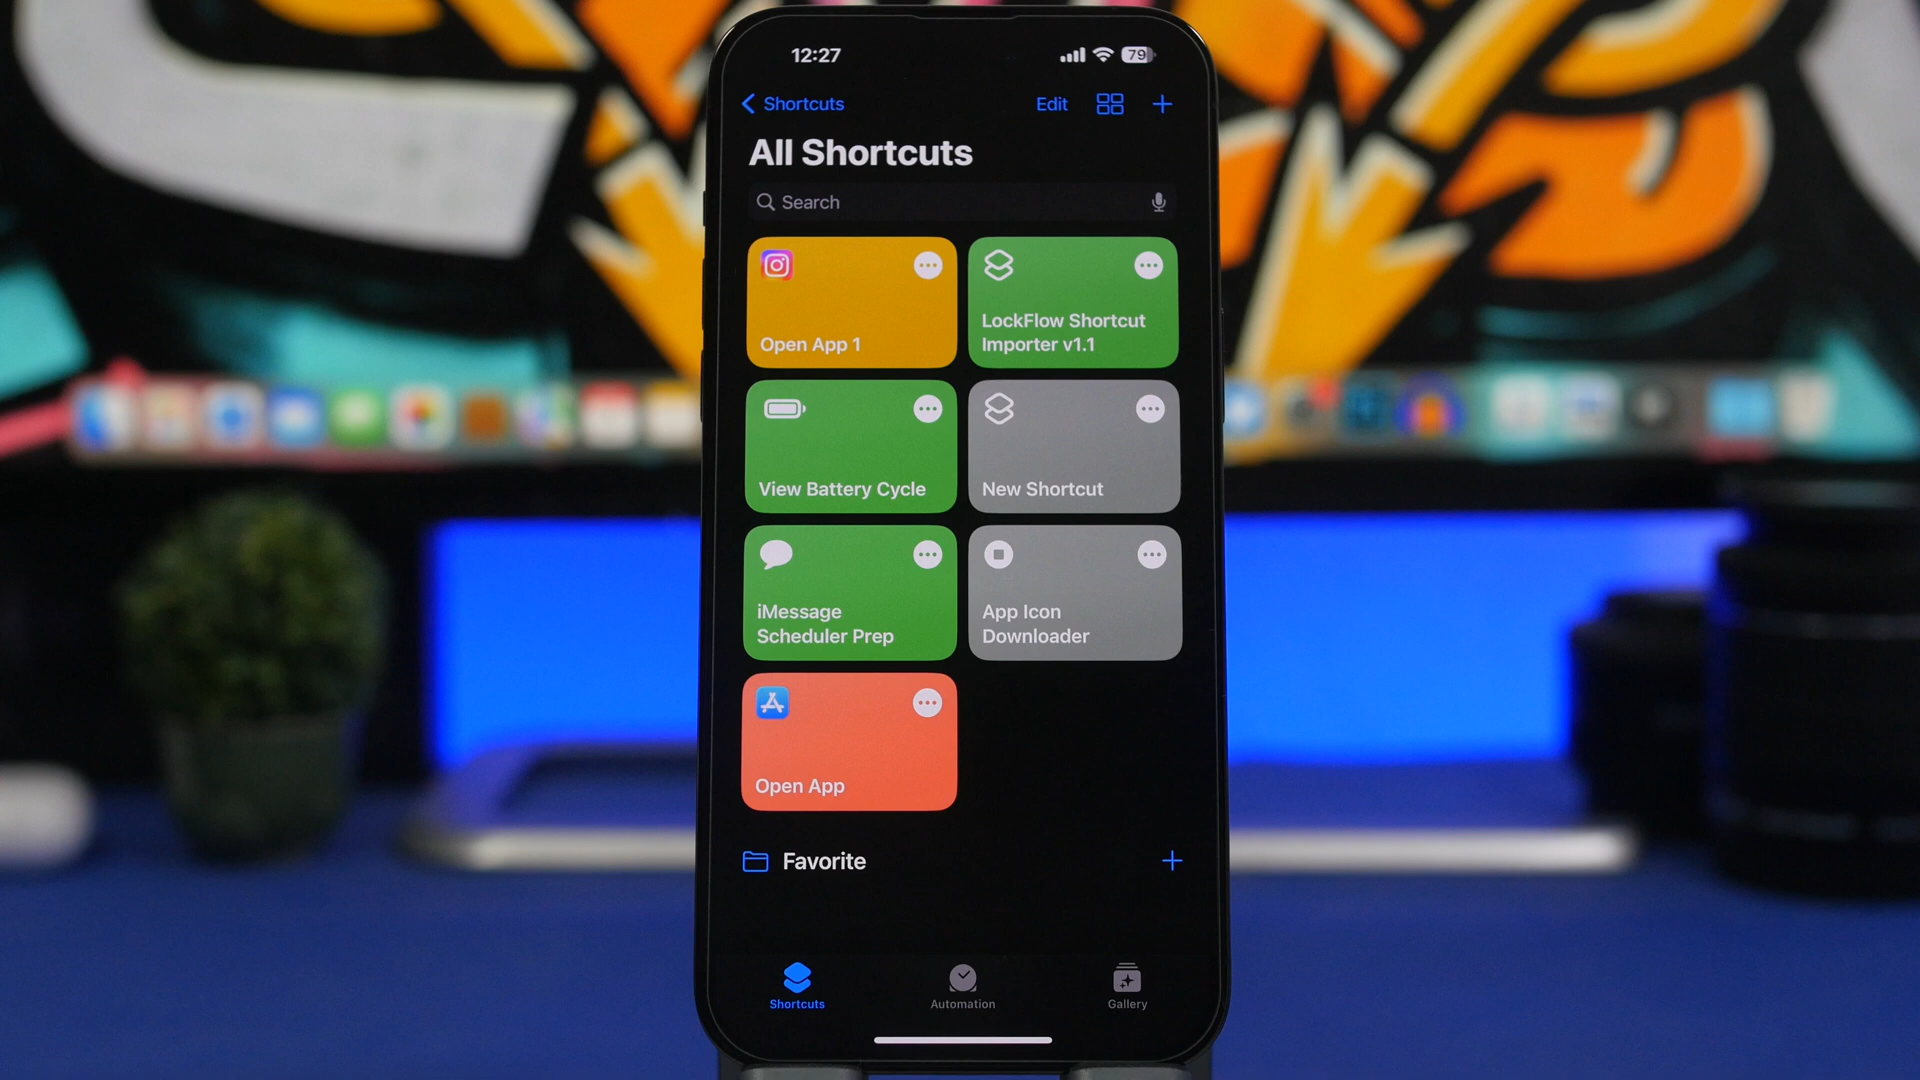 12:27
79
Shortcuts
Edit
All Shortcuts
Search
Open App 1
LockFlow Shortcut
Importer v1.1
View Battery Cycle
New Shortcut
iMessage
Scheduler Prep
App Icon
Downloader
Open App
Favorite
Shortcuts
Automation
Gallery